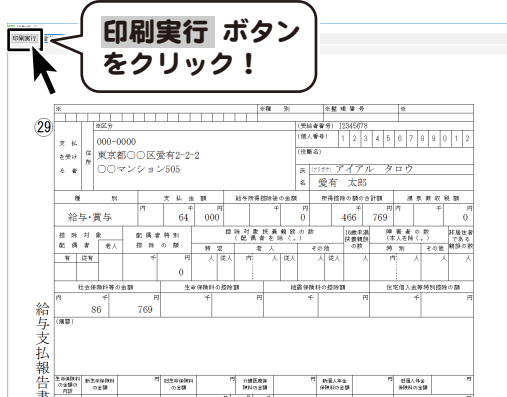 印刷実行
印刷実行 ボタン
をクリック！
29
※
※種 別
※整理番号
※
支払を受ける者
住所
※区分
000-0000
東京都〇〇区愛有2-2-2
〇〇マンション505
(受給者番号) 12345678
(個人番号) 1 2 3 4 5 6 7 8 9 0 1 2
(役職名)
氏名
(フリガナ) アイアル タロウ
愛有 太郎
種 別
支 払 金 額
給与所得控除後の金額
所得控除の額の合計額
源 泉 徴 収 税 額
給与・賞与
内 千 円
64 000
千 円
0
千 円
466 769
内 千 円
控除対象配偶者
老人
配偶者特別控除の額
控除対象扶養親族の数
(配偶者を除く。)
16歳未満扶養親族の数
障害者の数
(本人を除く。)
非居住者である親族の数
特 定
老 人
その他
特 別
その他
有 従有
千 円
0
人 従人
内 人 従人
人 従人
人
内 人
人
人
社会保険料等の金額
生命保険料の控除額
地震保険料の控除額
住宅借入金等特別控除の額
内 千 円
86 769
千 円
千 円
千 円
(摘要)
給与支払報告書
生命保険料の金額の内訳
新生命保険料の金額
円
旧生命保険料の金額
円
介護医療保険料の金額
円
新個人年金保険料の金額
円
旧個人年金保険料の金額
円